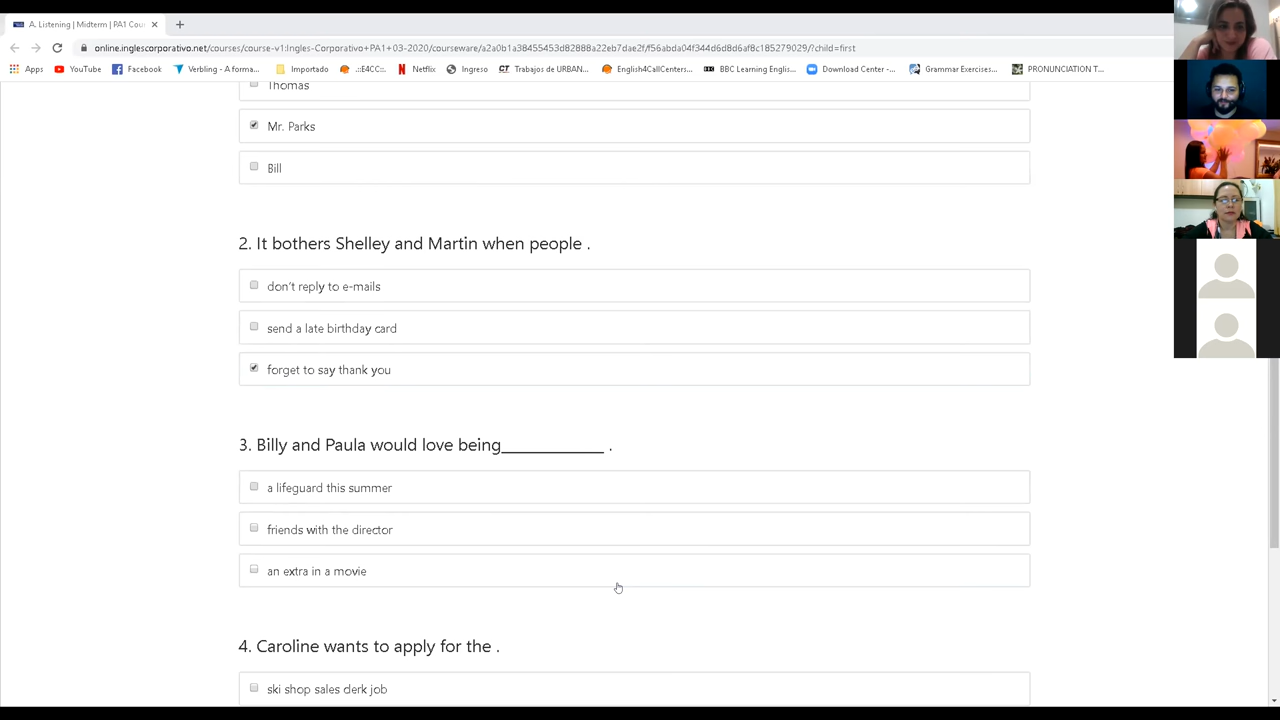 A. Listening | Midterm | PA1 Cou
online.inglescorporativo.net/courses/course-v1:Ingles-Corporativo+PA1+03-2020/courseware/a2a0b1a38455453d82888a22eb7dae2f/f56abda04f344d6d8d6af8c185279029/?child=first
Apps YouTube Facebook Verbling - A forma... Importado .::E4CC::. Netflix Ingreso Trabajos de URBAN... English4CallCenters... BBC Learning Englis... Download Center -... Grammar Exercises... PRONUNCIATION T...
Thomas
Mr. Parks
Bill
2. It bothers Shelley and Martin when people .
don't reply to e-mails
send a late birthday card
forget to say thank you
3. Billy and Paula would love being____________ .
a lifeguard this summer
friends with the director
an extra in a movie
4. Caroline wants to apply for the .
ski shop sales derk job